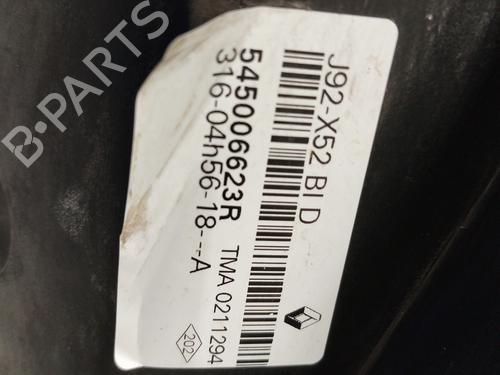 J92-X52 BI D
545006623R TMA 0211294
316-04h56-18---A
202
B-PARTS